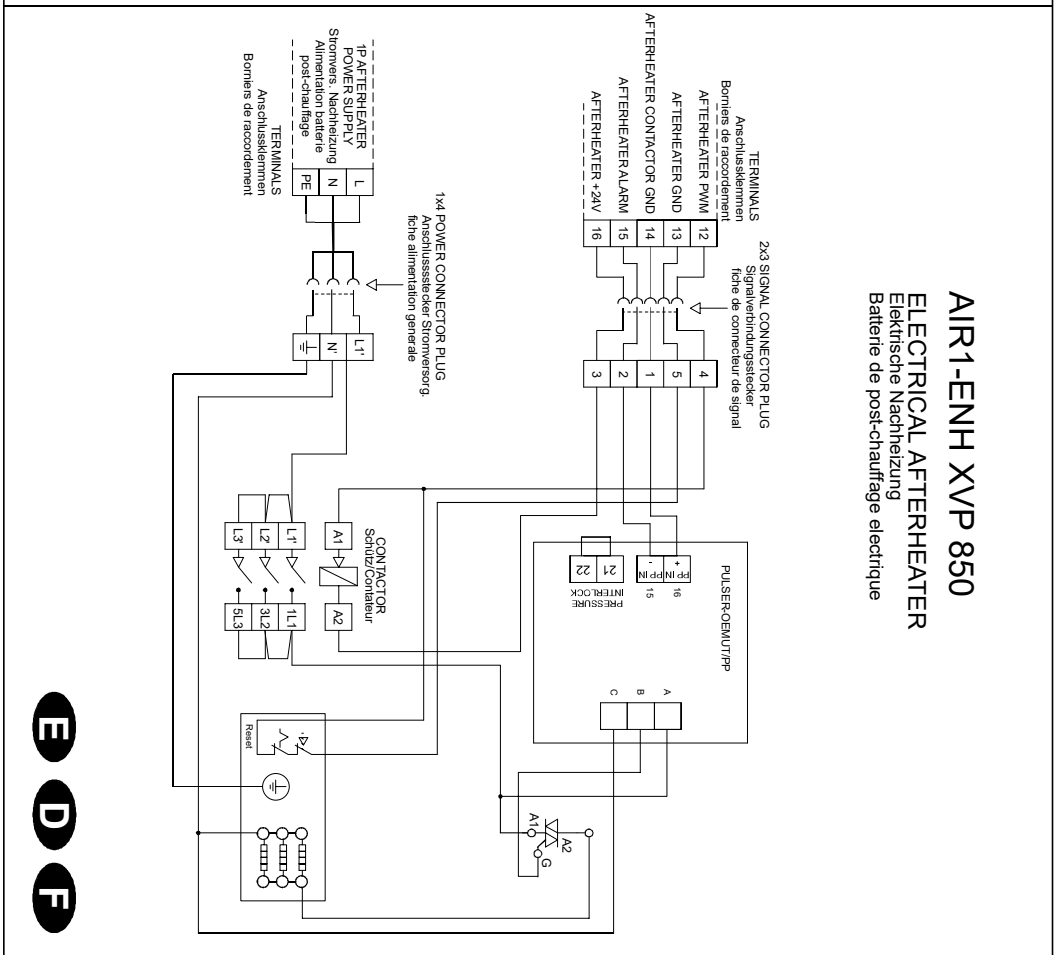 AIR1-ENH XVP 850
ELECTRICAL AFTERHEATER
Elektrische Nachheizung
Batterie de post-chauffage electrique
TERMINALS
Anschlussklemmen
Borniers de raccordement
AFTERHEATER PWM
AFTERHEATER GND
AFTERHEATER CONTACTOR GND
AFTERHEATER ALARM
AFTERHEATER +24V
12
13
14
15
16
2x3 SIGNAL CONNECTOR PLUG
Signalverbindungsstecker
fiche de connecteur de signal
4
5
1
2
3
PULSER-OEMUT/PP
16
15
+
PP IN
-
PP IN
PRESSURE
INTERLOCK
21
22
A
B
C
A1
A2
G
1P AFTERHEATER
POWER SUPPLY
Stromvers. Nachheizung
Alimentation batterie
post-chauffage
L
N
PE
TERMINALS
Anschlussklemmen
Borniers de raccordement
1x4 POWER CONNECTOR PLUG
Anschlussstecker Stromversorg.
fiche alimentation generale
L1'
N'
CONTACTOR
Schütz/Contateur
A1
A2
L1'
L2'
L3'
1L1
3L2
5L3
Reset
E
D
F